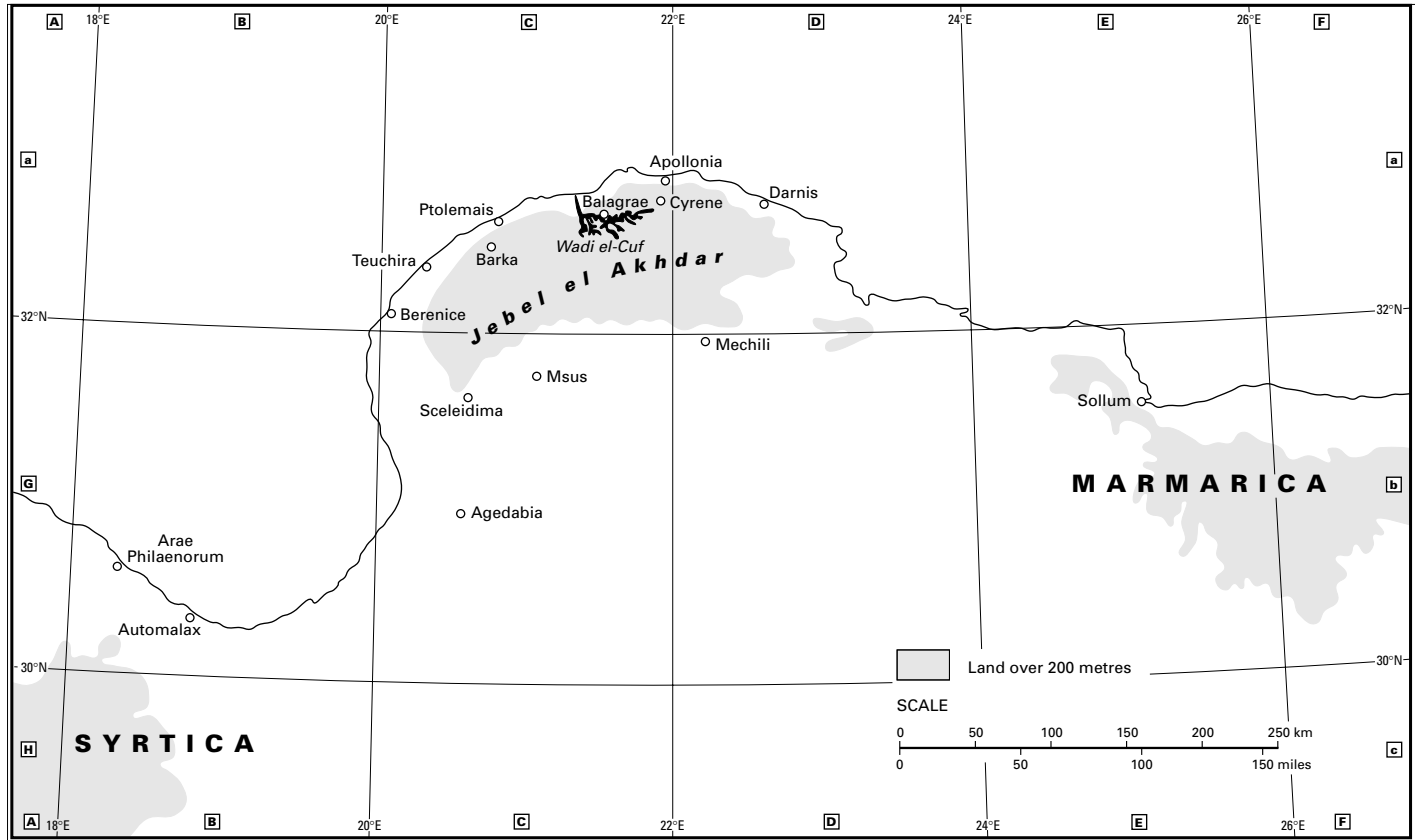 A 18°E B 20°E C 22°E D 24°E E 26°E F
a a
Apollonia
Darnis
Balagrae Cyrene
Ptolemais
Wadi el-Cuf
Barka
Teuchira
Jebel el Akhdar
Berenice
32°N 32°N
Mechili
Msus
Sceleidima
Sollum
G MARMARICA b
Agedabia
Arae
Philaenorum
Automalax
30°N 30°N
Land over 200 metres
SCALE
0 50 100 150 200 250 km
0 50 100 150 miles
H SYRTICA c
A 18°E B 20°E C 22°E D 24°E E 26°E F